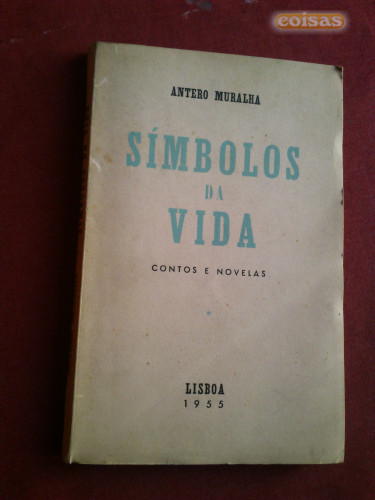 coisas
ANTERO MURALHA
SÍMBOLOS
DA
VIDA
CONTOS E NOVELAS
LISBOA
1955